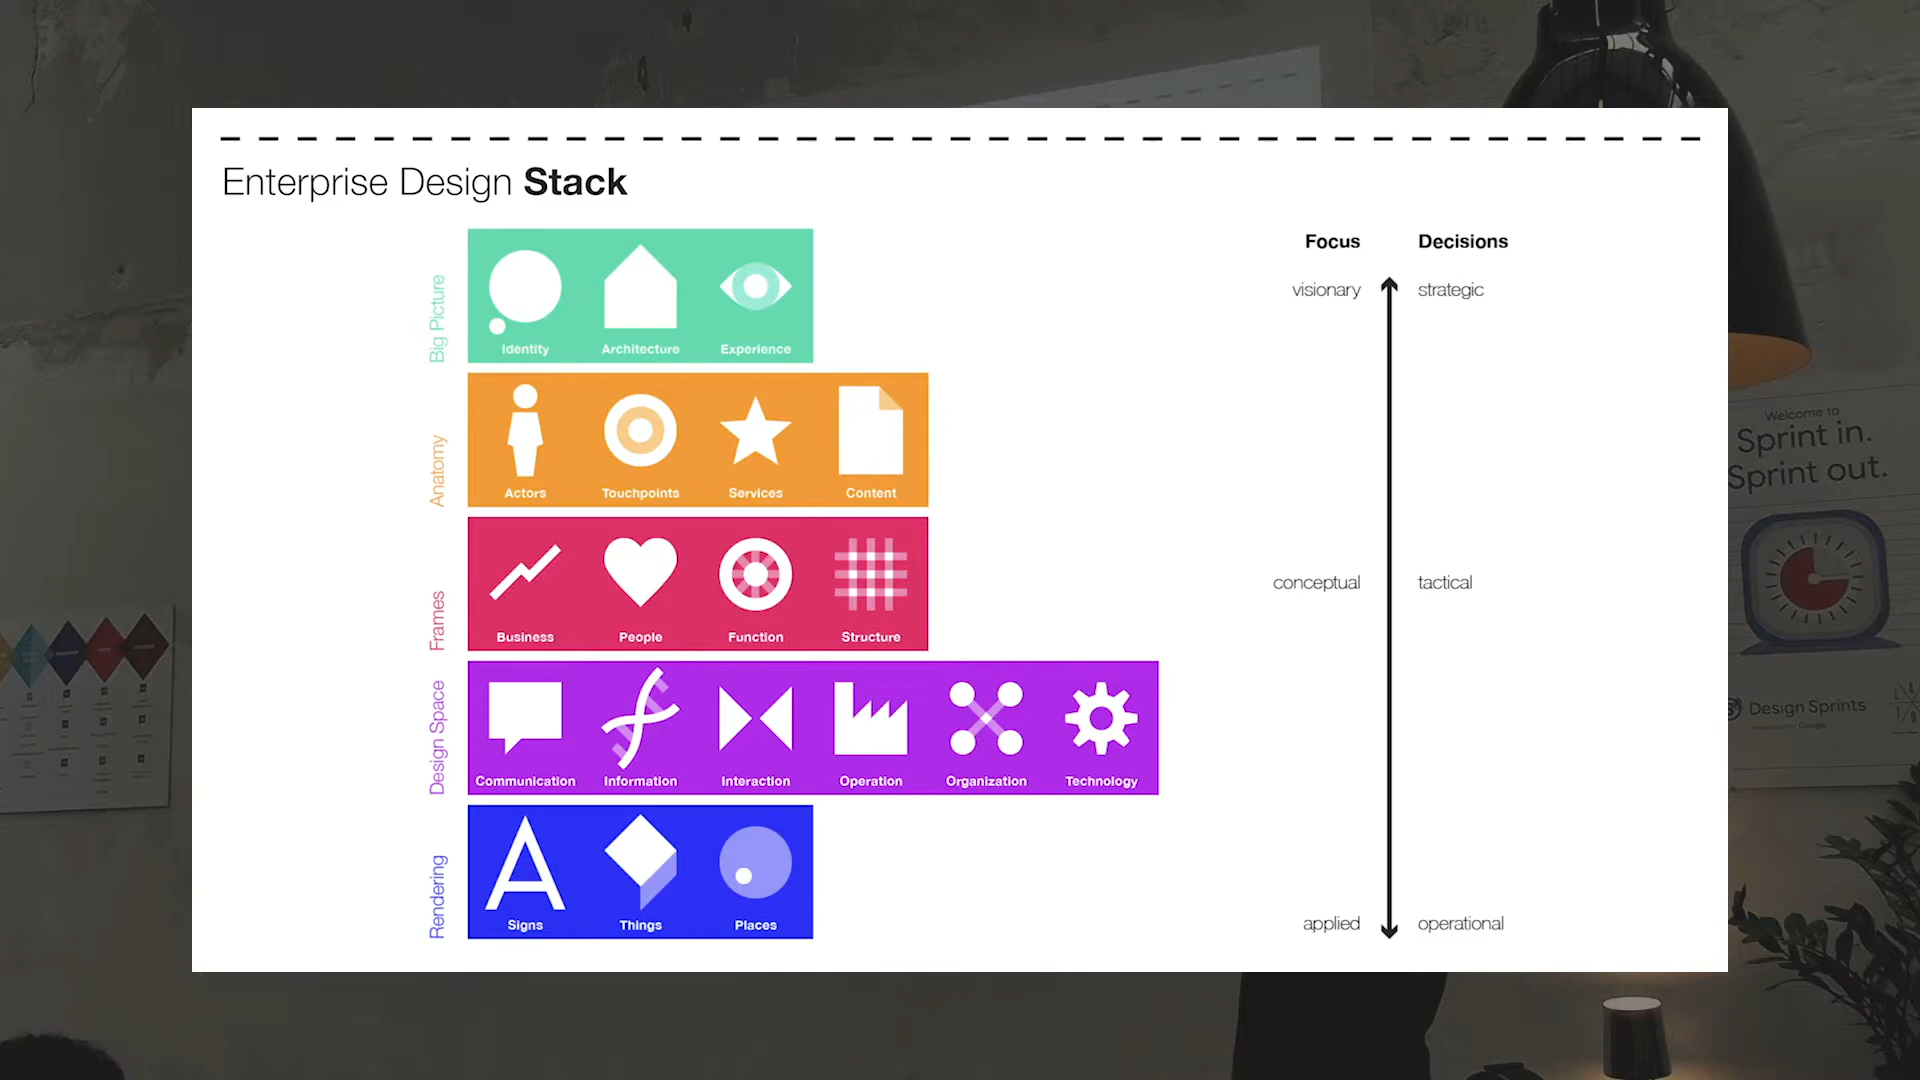 Enterprise Design Stack
Focus
Decisions
visionary
strategic
Big Picture
Identity
Architecture
Experience
Anatomy
Actors
Touchpoints
Services
Content
Frames
Business
People
Function
Structure
conceptual
tactical
Design Space
Communication
Information
Interaction
Operation
Organization
Technology
Rendering
Signs
Things
Places
applied
operational
Welcome to
Sprint in.
Sprint out.
Design Sprints